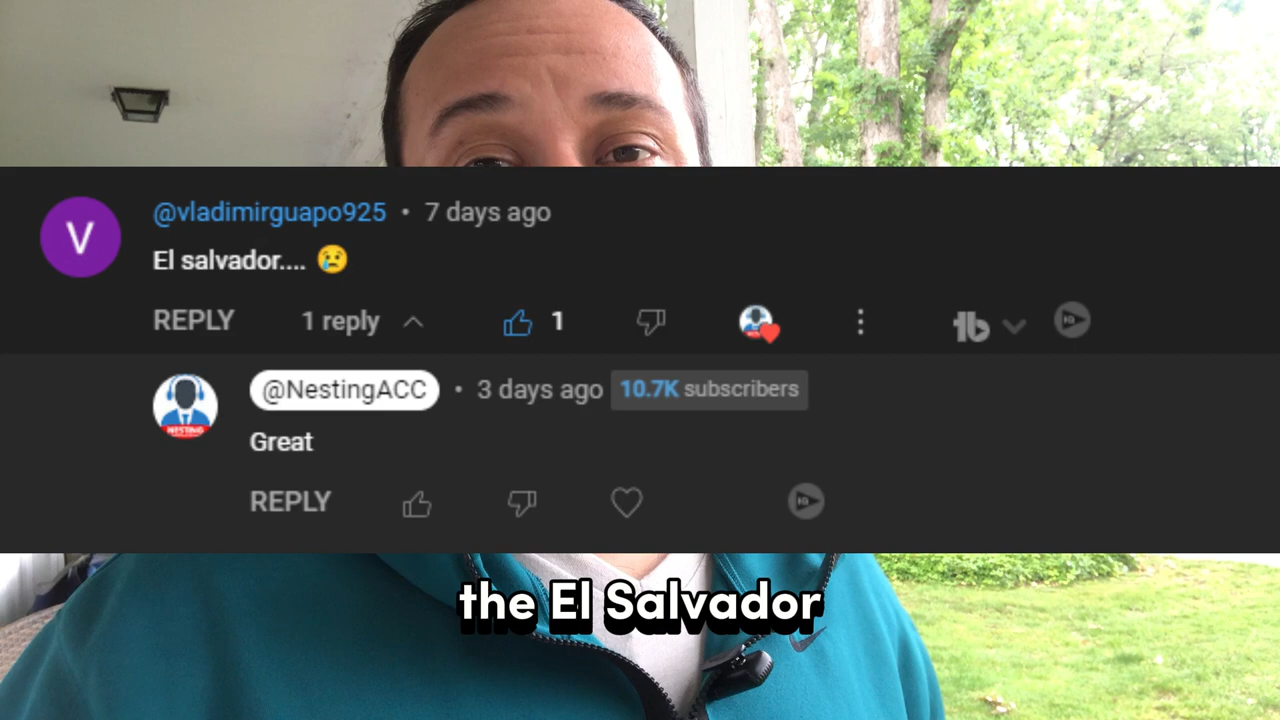 V
@vladimirguapo925 • 7 days ago
El salvador.... 😢
REPLY 1 reply 1
@NestingACC • 3 days ago 10.7K subscribers
NESTING
Great
REPLY
the El Salvador